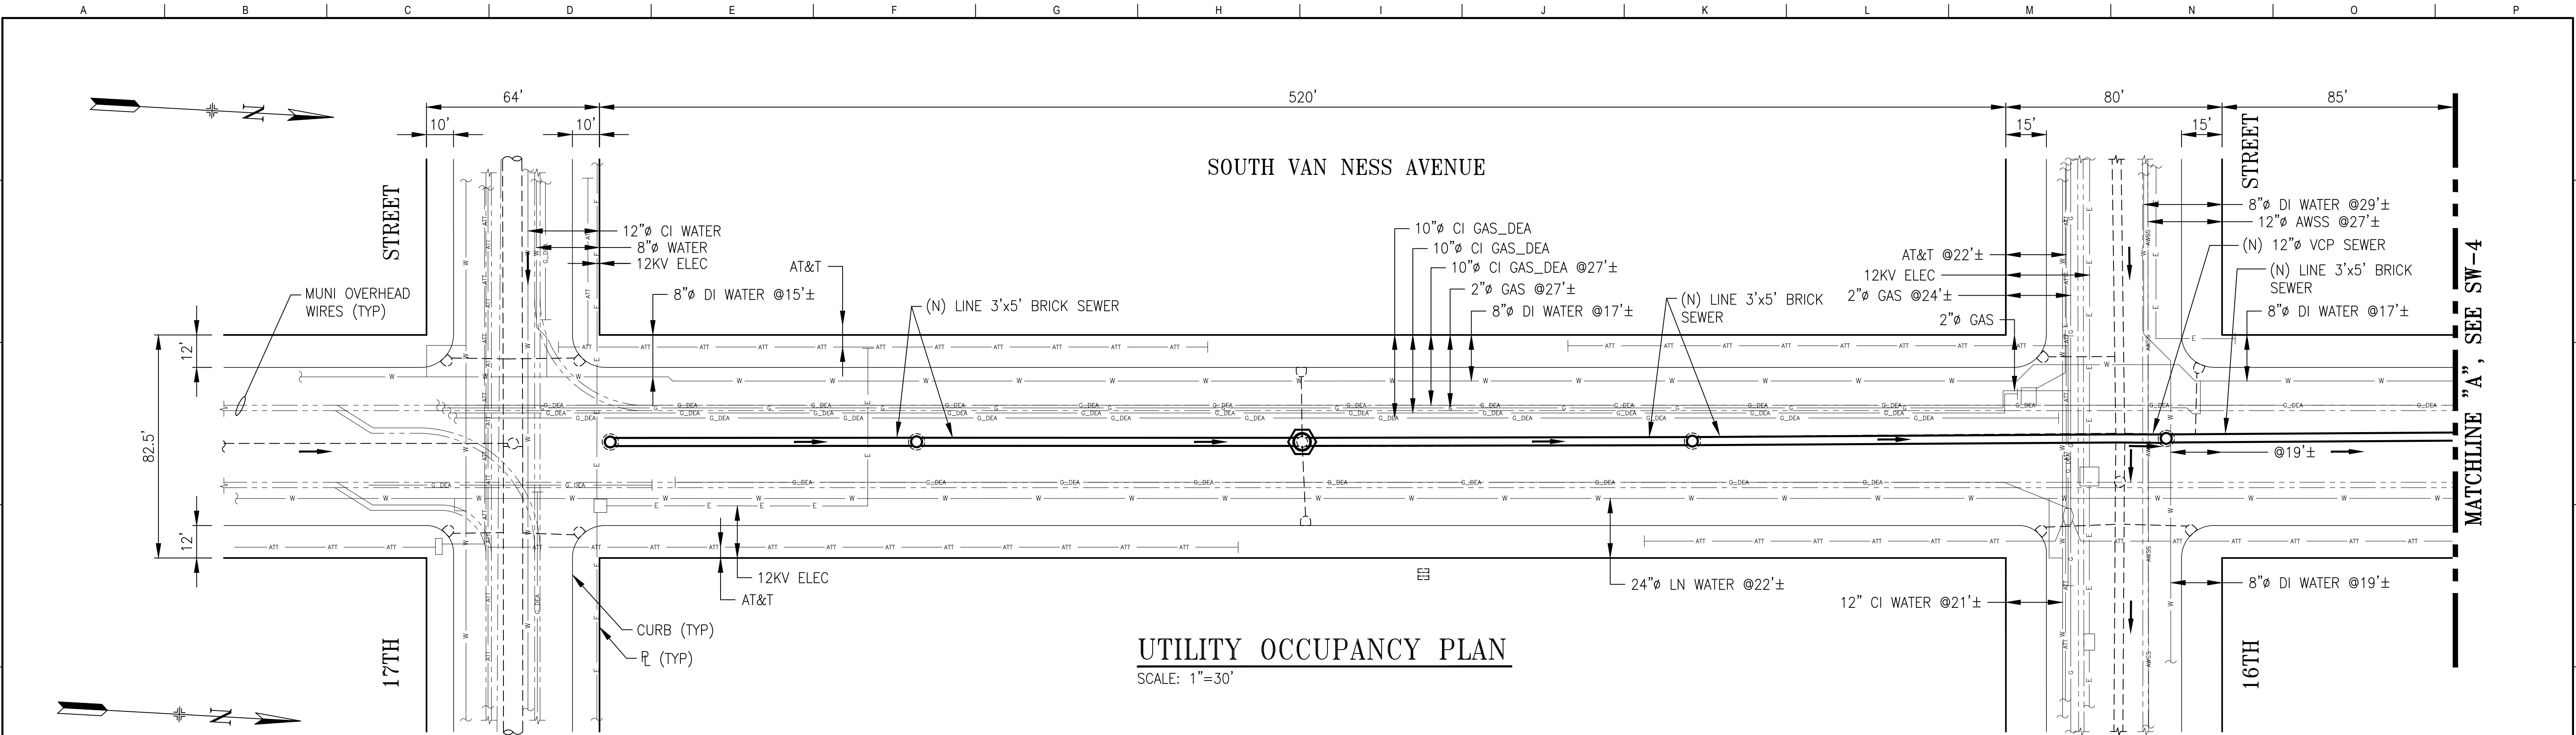 A B C D E F G H I J K L M N O P
64' 520' 80' 85'
10' 10' 15' 15'
N
SOUTH VAN NESS AVENUE
STREET
STREET
12"ø CI WATER
8"ø WATER
12KV ELEC
AT&T
8"ø DI WATER @15'±
MUNI OVERHEAD
WIRES (TYP)
(N) LINE 3'x5' BRICK SEWER
10"ø CI GAS_DEA
10"ø CI GAS_DEA
10"ø CI GAS_DEA @27'±
2"ø GAS @27'±
8"ø DI WATER @17'±
(N) LINE 3'x5' BRICK
SEWER
AT&T @22'±
12KV ELEC
2"ø GAS @24'±
2"ø GAS
8"ø DI WATER @29'±
12"ø AWSS @27'±
(N) 12"ø VCP SEWER
(N) LINE 3'x5' BRICK
SEWER
8"ø DI WATER @17'±
12'
82.5'
12'
@19'±
MATCHLINE "A", SEE SW-4
12KV ELEC
AT&T
24"ø LN WATER @22'±
12" CI WATER @21'±
8"ø DI WATER @19'±
CURB (TYP)
PL (TYP)
17TH
16TH
UTILITY OCCUPANCY PLAN
SCALE: 1"=30'
N